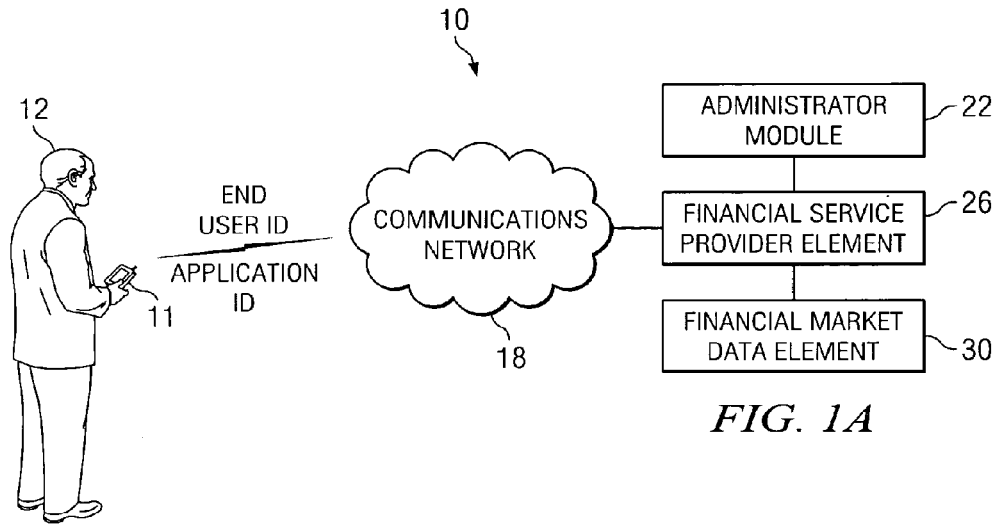 10
12
END
USER ID
APPLICATION
ID
11
COMMUNICATIONS
NETWORK
18
ADMINISTRATOR
MODULE
22
FINANCIAL SERVICE
PROVIDER ELEMENT
26
FINANCIAL MARKET
DATA ELEMENT
30
FIG. 1A